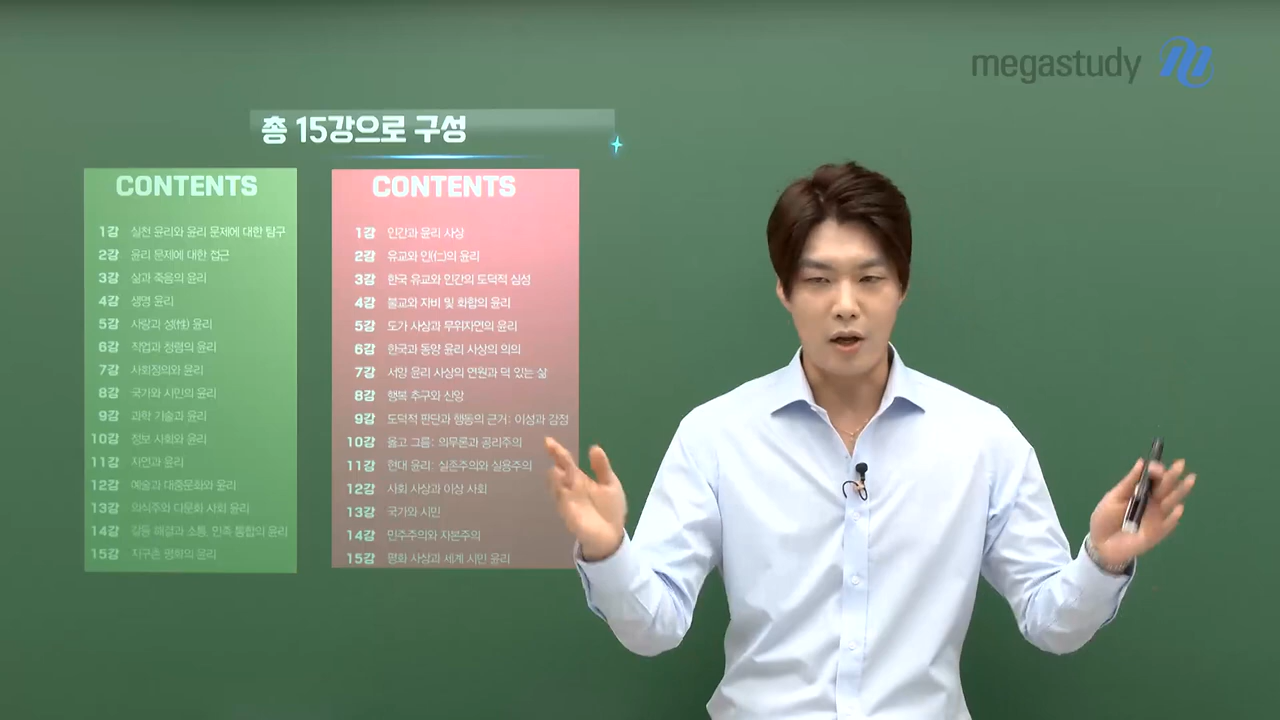 megastudy
총 15강으로 구성
CONTENTS
1강 실천 윤리와 윤리 문제에 대한 탐구
2강 윤리 문제에 대한 접근
3강 삶과 죽음의 윤리
4강 생명 윤리
5강 사랑과 성(性) 윤리
6강 직업과 청렴의 윤리
7강 사회정의와 윤리
8강 국가와 시민의 윤리
9강 과학 기술과 윤리
10강 정보 사회와 윤리
11강 자연과 윤리
12강 예술과 대중문화와 윤리
13강 의식주와 다문화 사회 윤리
14강 갈등 해결과 소통, 민족 통합의 윤리
15강 지구촌 평화의 윤리
CONTENTS
1강 인간과 윤리 사상
2강 유교와 인(仁)의 윤리
3강 한국 유교와 인간의 도덕적 심성
4강 불교와 자비 및 화합의 윤리
5강 도가 사상과 무위자연의 윤리
6강 한국과 동양 윤리 사상의 의의
7강 서양 윤리 사상의 연원과 덕 있는 삶
8강 행복 추구와 신앙
9강 도덕적 판단과 행동의 근거: 이성과 감정
10강 옳고 그름: 의무론과 공리주의
11강 현대 윤리: 실존주의와 실용주의
12강 사회 사상과 이상 사회
13강 국가와 시민
14강 민주주의와 자본주의
15강 평화 사상과 세계 시민 윤리